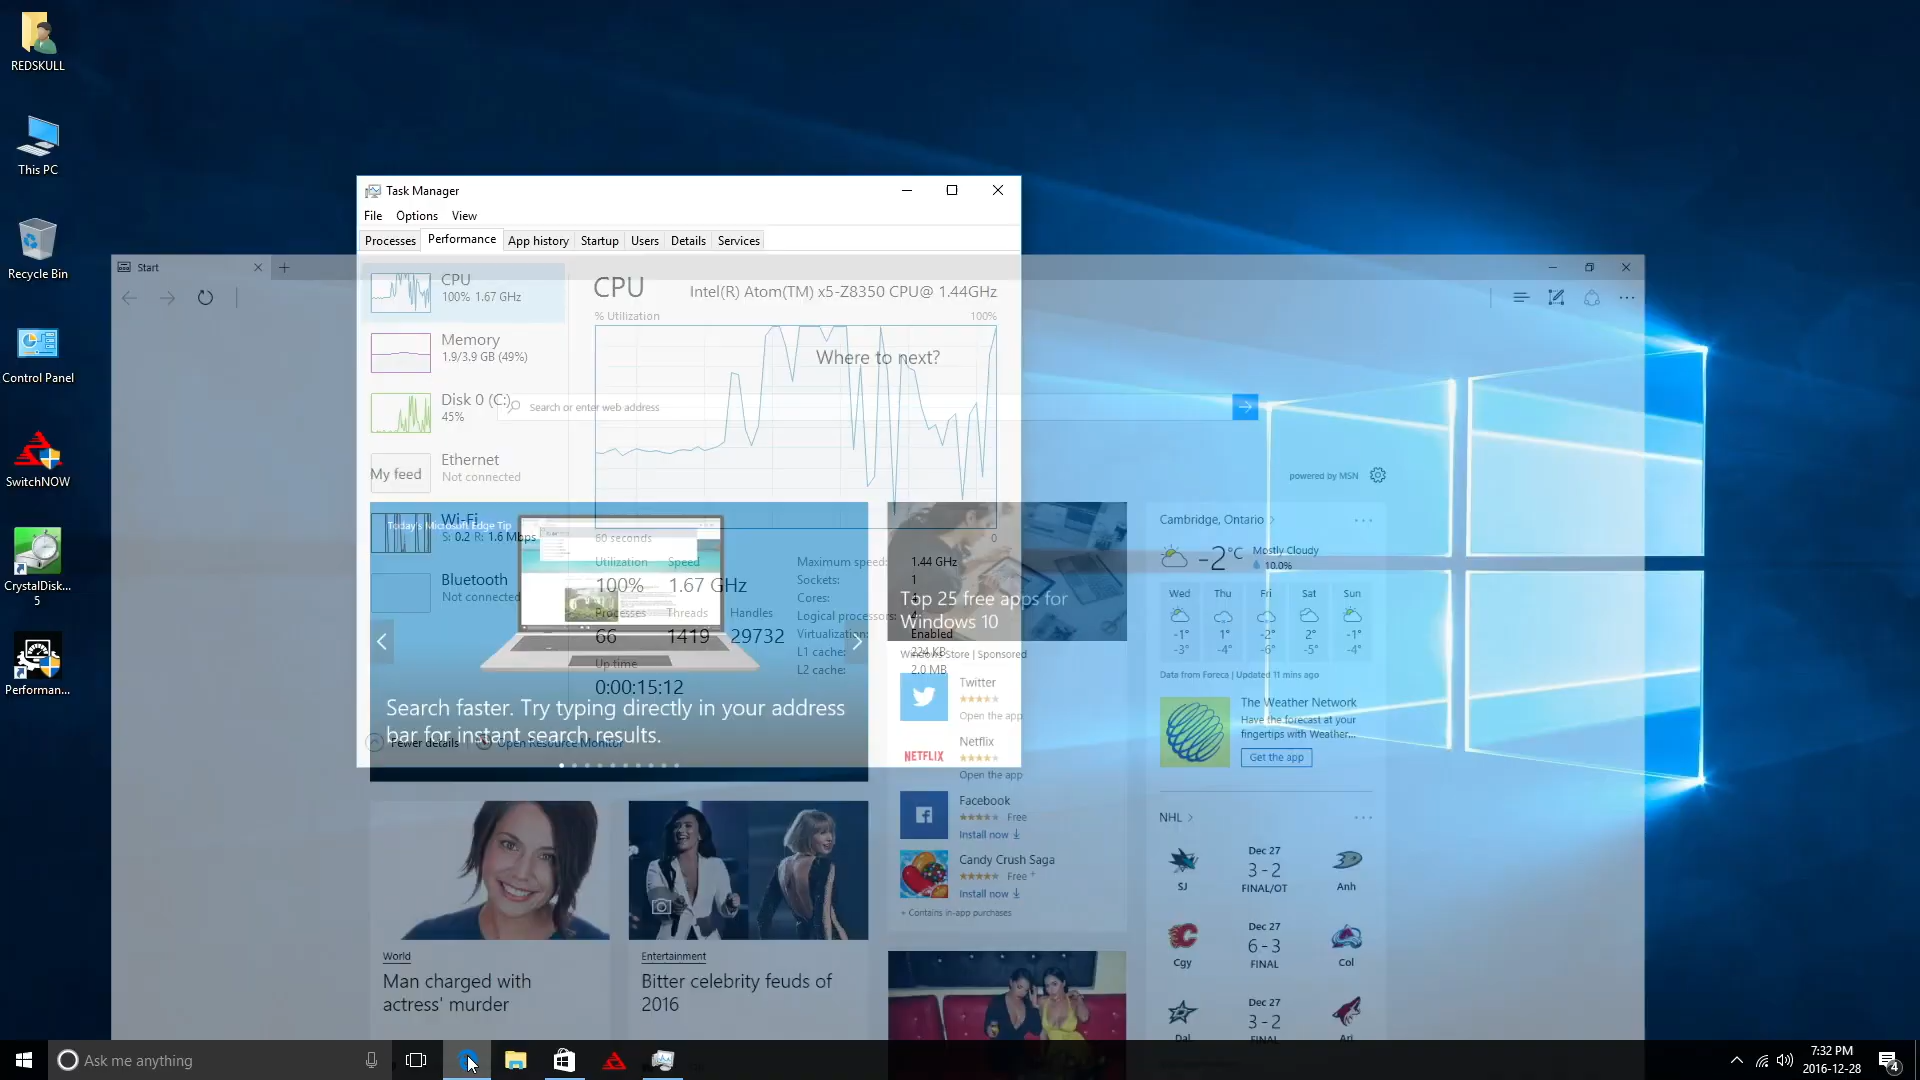 REDSKULL
This PC
Recycle Bin
Control Panel
SwitchNOW
CrystalDisk...
5
Performan...
Task Manager
File Options View
Processes Performance App history Startup Users Details Services
Start
CPU
100% 1.67 GHz
Memory
1.9/3.9 GB (49%)
Disk 0 (C:)
45%
Ethernet
Not connected
Wi-Fi
S: 0.2 R: 1.6 Mbps
Bluetooth
Not connected
CPU Intel(R) Atom(TM) x5-Z8350 CPU@ 1.44GHz
% Utilization 100%
60 seconds 0
Utilization Speed
100% 1.67 GHz
Processes Threads Handles
66 1419 29732
Up time
0:00:15:12
Maximum speed: 1.44 GHz
Sockets: 1
Cores: 4
Logical processors: 4
Virtualization: Enabled
L1 cache: 224 KB
L2 cache: 2.0 MB
Fewer details Open Resource Monitor
Where to next?
Search or enter web address
My feed
powered by MSN
Today's Microsoft Edge Tip
Search faster. Try typing directly in your address
bar for instant search results.
Top 25 free apps for
Windows 10
Windows Store | Sponsored
Twitter
Open the app
NETFLIX
Netflix
Open the app
Facebook
Free
Install now
Candy Crush Saga
Free +
Install now
+ Contains in-app purchases
Cambridge, Ontario
-2°C
Mostly Cloudy
10.0%
Wed Thu Fri Sat Sun
-1° 1° -2° 2° -1°
-3° -4° -6° -5° -4°
Data from Foreca | Updated 11 mins ago
The Weather Network
Have the forecast at your
fingertips with Weather...
Get the app
NHL
Dec 27
3 - 2
FINAL/OT
SJ Anh
Dec 27
6 - 3
FINAL
Cgy Col
Dec 27
3 - 2
Dal Ari
World
Man charged with
actress' murder
Entertainment
Bitter celebrity feuds of
2016
Ask me anything
7:32 PM
2016-12-28
4